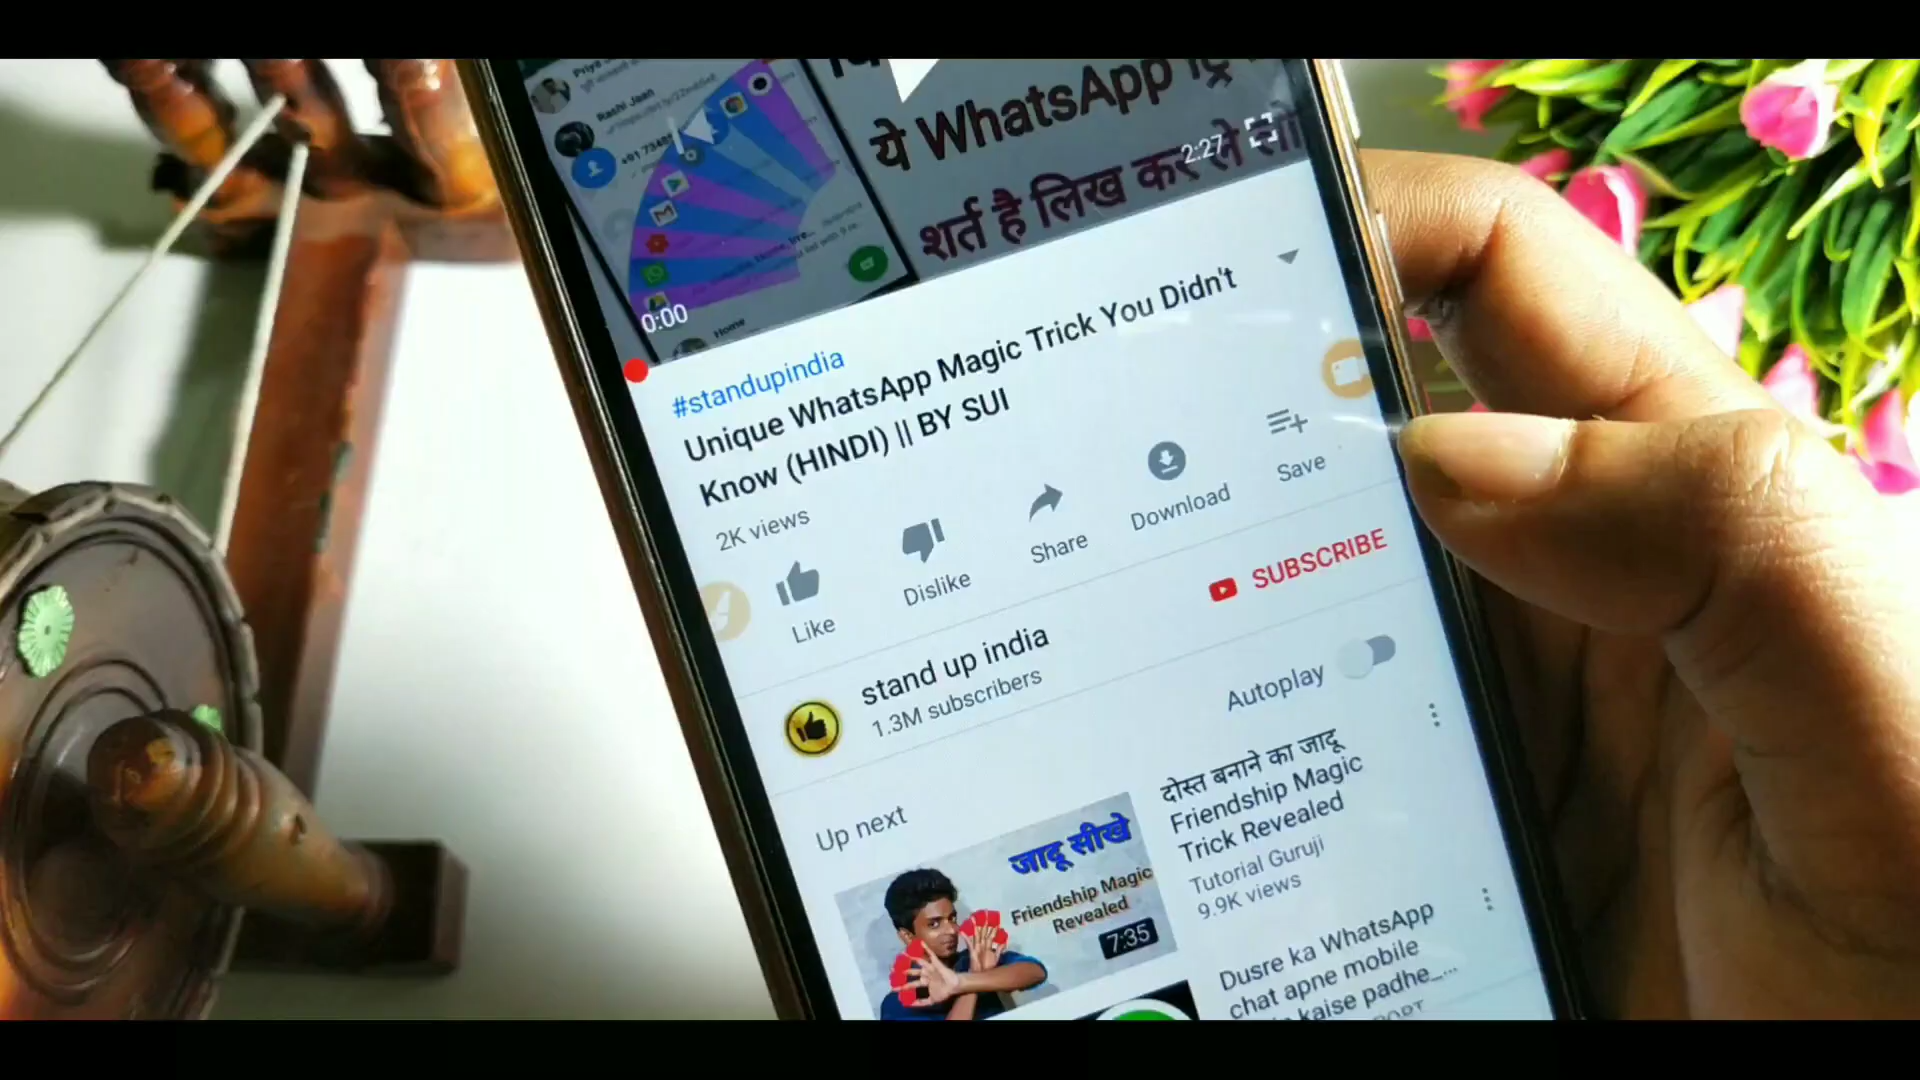 Rashi Jaan
ये WhatsApp
शर्त है लिख कर ले लो
2:27
0:00
Home
#standupindia
Unique WhatsApp Magic Trick You Didn't
Know (HINDI) || BY SUI
2K views
Like
Dislike
Share
Download
Save
stand up india
1.3M subscribers
SUBSCRIBE
Autoplay
Up next
जादू सीखे
Friendship Magic
Revealed
7:35
दोस्त बनाने का जादू
Friendship Magic
Trick Revealed
Tutorial Guruji
9.9K views
Dusre ka WhatsApp
chat apne mobile
kaise padhe_...